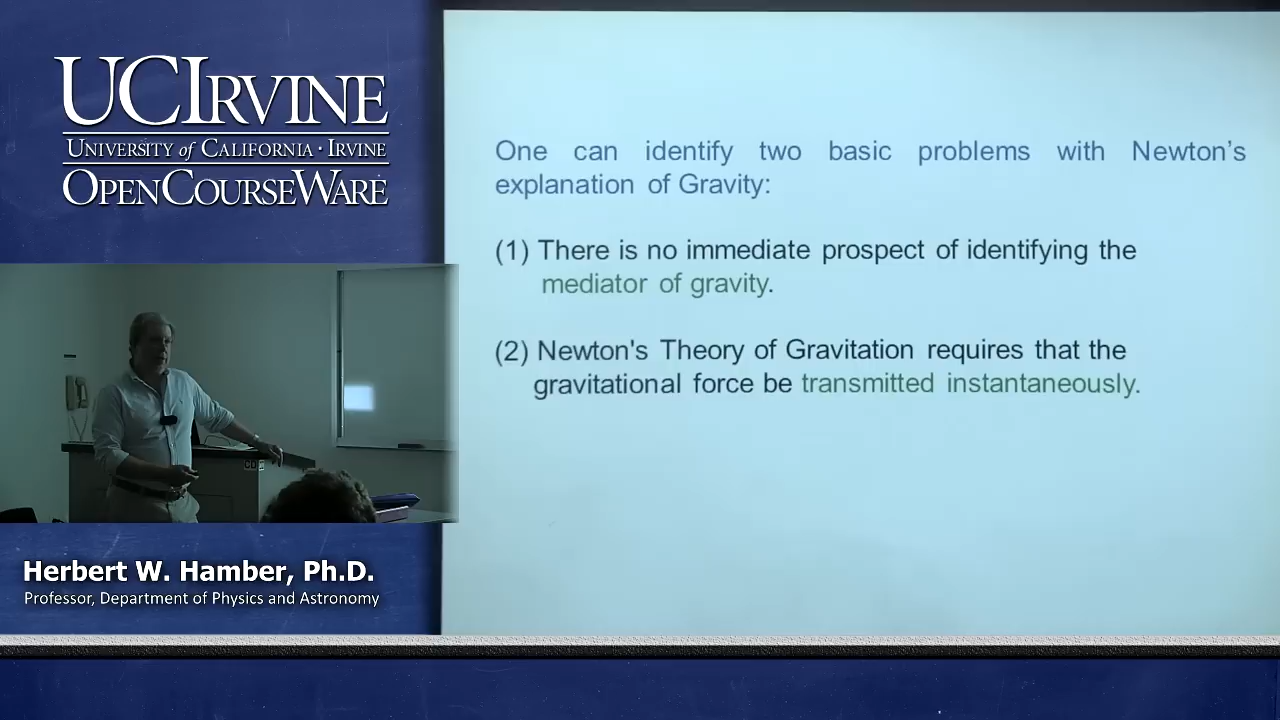 UCIRVINE
UNIVERSITY of CALIFORNIA · IRVINE
OPENCOURSEWARE
One can identify two basic problems with Newton's
explanation of Gravity:
(1) There is no immediate prospect of identifying the
mediator of gravity.
(2) Newton's Theory of Gravitation requires that the
gravitational force be transmitted instantaneously.
Herbert W. Hamber, Ph.D.
Professor, Department of Physics and Astronomy